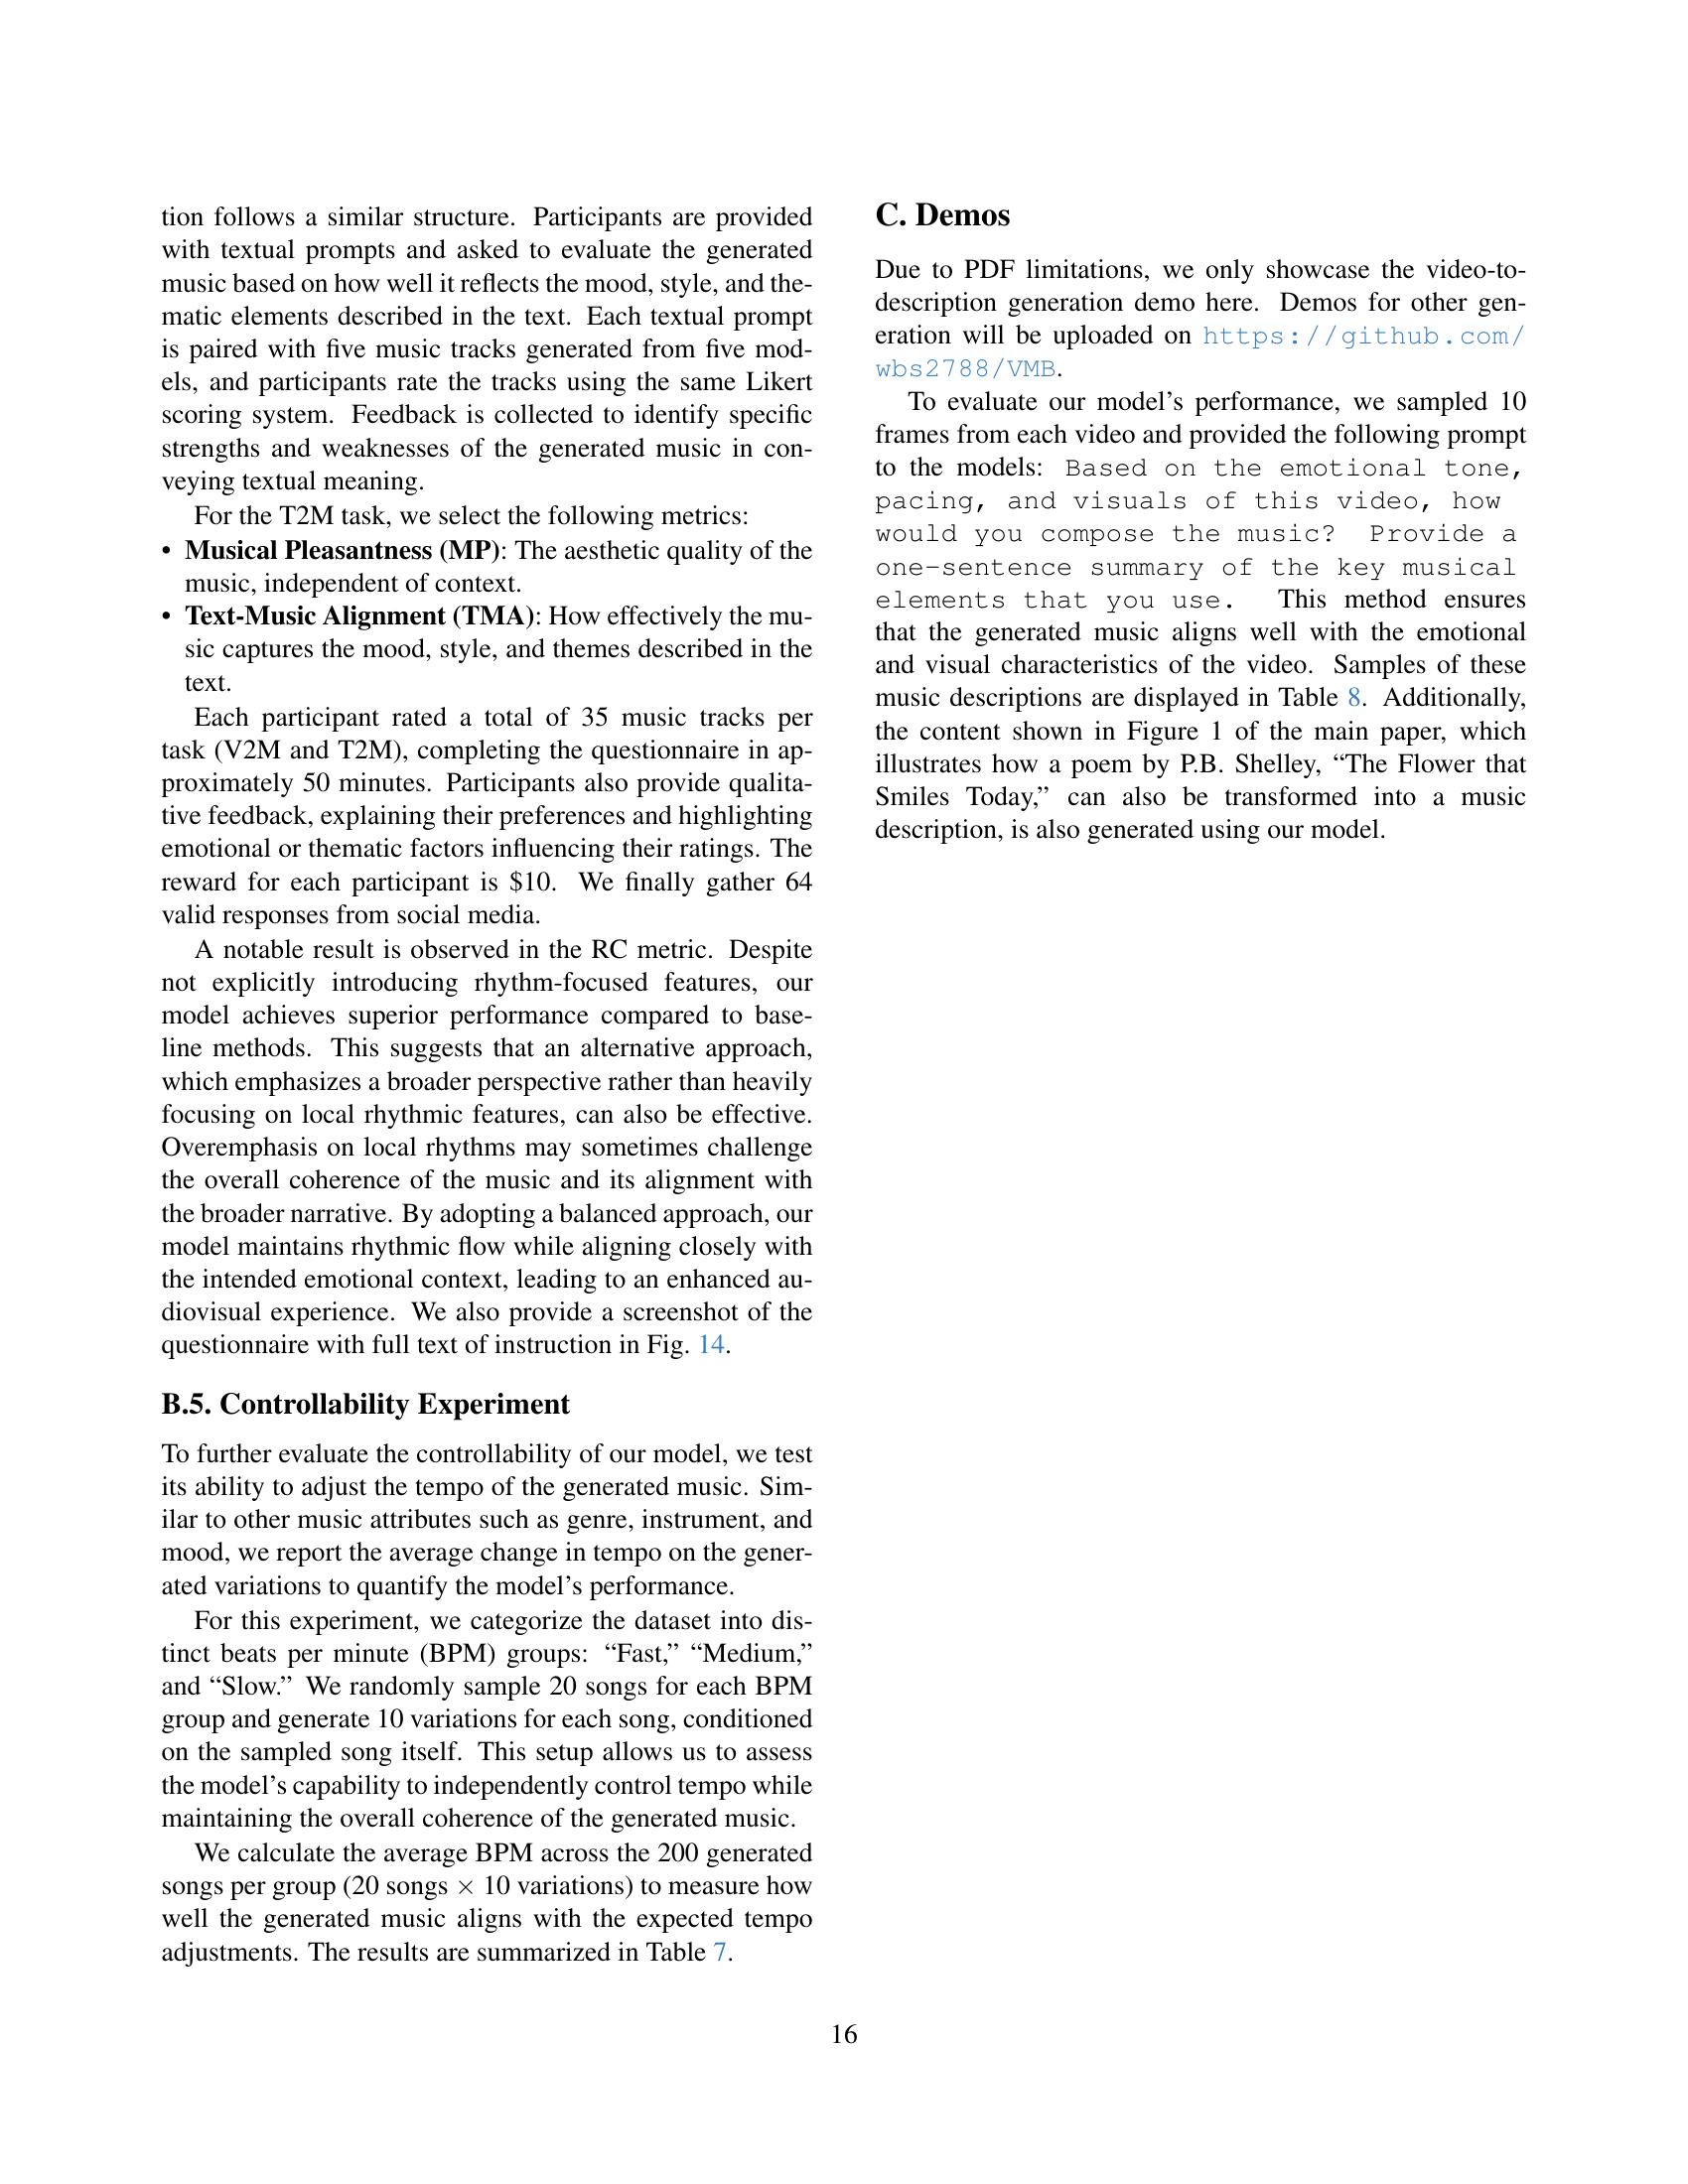 tion follows a similar structure. Participants are provided
with textual prompts and asked to evaluate the generated
music based on how well it reflects the mood, style, and the-
matic elements described in the text. Each textual prompt
is paired with five music tracks generated from five mod-
els, and participants rate the tracks using the same Likert
scoring system. Feedback is collected to identify specific
strengths and weaknesses of the generated music in con-
veying textual meaning.
For the T2M task, we select the following metrics:
• Musical Pleasantness (MP): The aesthetic quality of the
music, independent of context.
• Text-Music Alignment (TMA): How effectively the mu-
sic captures the mood, style, and themes described in the
text.
Each participant rated a total of 35 music tracks per
task (V2M and T2M), completing the questionnaire in ap-
proximately 50 minutes. Participants also provide qualita-
tive feedback, explaining their preferences and highlighting
emotional or thematic factors influencing their ratings. The
reward for each participant is $10. We finally gather 64
valid responses from social media.
A notable result is observed in the RC metric. Despite
not explicitly introducing rhythm-focused features, our
model achieves superior performance compared to base-
line methods. This suggests that an alternative approach,
which emphasizes a broader perspective rather than heavily
focusing on local rhythmic features, can also be effective.
Overemphasis on local rhythms may sometimes challenge
the overall coherence of the music and its alignment with
the broader narrative. By adopting a balanced approach, our
model maintains rhythmic flow while aligning closely with
the intended emotional context, leading to an enhanced au-
diovisual experience. We also provide a screenshot of the
questionnaire with full text of instruction in Fig. 14.
B.5. Controllability Experiment
To further evaluate the controllability of our model, we test
its ability to adjust the tempo of the generated music. Sim-
ilar to other music attributes such as genre, instrument, and
mood, we report the average change in tempo on the gener-
ated variations to quantify the model's performance.
For this experiment, we categorize the dataset into dis-
tinct beats per minute (BPM) groups: “Fast,” “Medium,”
and “Slow.” We randomly sample 20 songs for each BPM
group and generate 10 variations for each song, conditioned
on the sampled song itself. This setup allows us to assess
the model's capability to independently control tempo while
maintaining the overall coherence of the generated music.
We calculate the average BPM across the 200 generated
songs per group (20 songs × 10 variations) to measure how
well the generated music aligns with the expected tempo
adjustments. The results are summarized in Table 7.
C. Demos
Due to PDF limitations, we only showcase the video-to-
description generation demo here. Demos for other gen-
eration will be uploaded on https://github.com/
wbs2788/VMB.
To evaluate our model's performance, we sampled 10
frames from each video and provided the following prompt
to the models: Based on the emotional tone,
pacing, and visuals of this video, how
would you compose the music? Provide a
one-sentence summary of the key musical
elements that you use. This method ensures
that the generated music aligns well with the emotional
and visual characteristics of the video. Samples of these
music descriptions are displayed in Table 8. Additionally,
the content shown in Figure 1 of the main paper, which
illustrates how a poem by P.B. Shelley, “The Flower that
Smiles Today,” can also be transformed into a music
description, is also generated using our model.
16